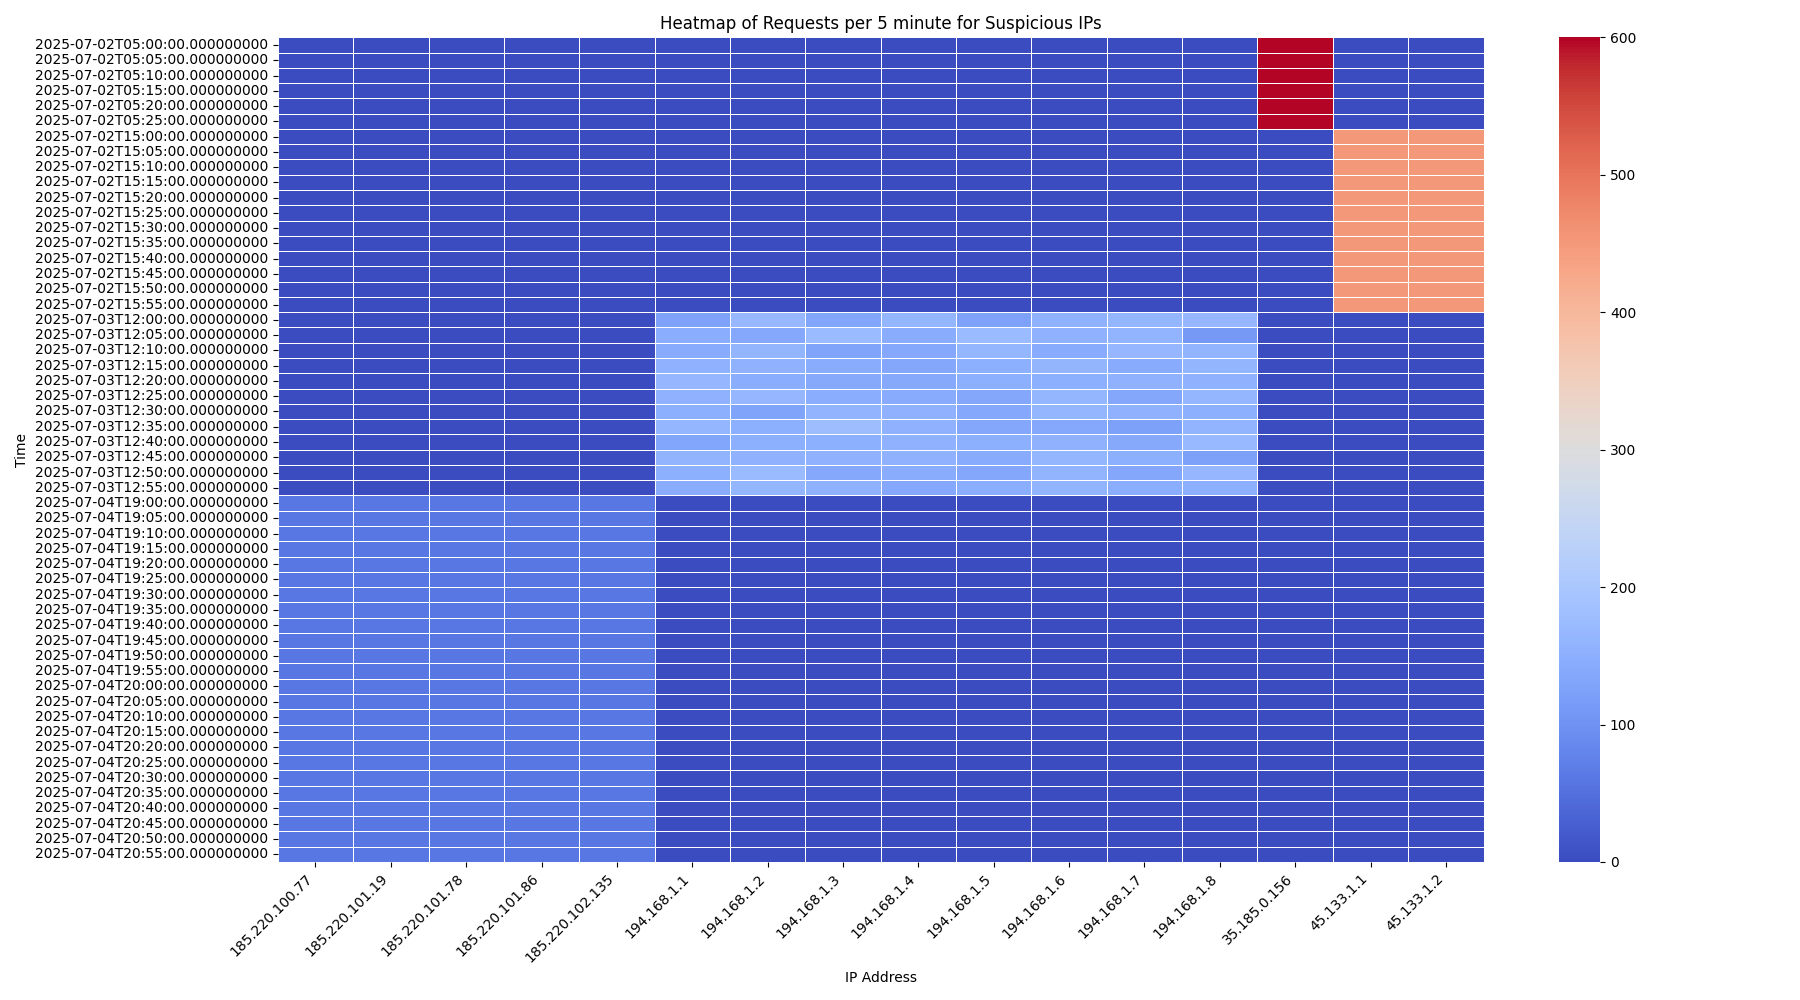 Heatmap of Requests per 5 minute for Suspicious IPs
2025-07-02T05:00:00.000000000
2025-07-02T05:05:00.000000000
2025-07-02T05:10:00.000000000
2025-07-02T05:15:00.000000000
2025-07-02T05:20:00.000000000
2025-07-02T05:25:00.000000000
2025-07-02T15:00:00.000000000
2025-07-02T15:05:00.000000000
2025-07-02T15:10:00.000000000
2025-07-02T15:15:00.000000000
2025-07-02T15:20:00.000000000
2025-07-02T15:25:00.000000000
2025-07-02T15:30:00.000000000
2025-07-02T15:35:00.000000000
2025-07-02T15:40:00.000000000
2025-07-02T15:45:00.000000000
2025-07-02T15:50:00.000000000
2025-07-02T15:55:00.000000000
2025-07-03T12:00:00.000000000
2025-07-03T12:05:00.000000000
2025-07-03T12:10:00.000000000
2025-07-03T12:15:00.000000000
2025-07-03T12:20:00.000000000
2025-07-03T12:25:00.000000000
2025-07-03T12:30:00.000000000
2025-07-03T12:35:00.000000000
2025-07-03T12:40:00.000000000
2025-07-03T12:45:00.000000000
2025-07-03T12:50:00.000000000
2025-07-03T12:55:00.000000000
2025-07-04T19:00:00.000000000
2025-07-04T19:05:00.000000000
2025-07-04T19:10:00.000000000
2025-07-04T19:15:00.000000000
2025-07-04T19:20:00.000000000
2025-07-04T19:25:00.000000000
2025-07-04T19:30:00.000000000
2025-07-04T19:35:00.000000000
2025-07-04T19:40:00.000000000
2025-07-04T19:45:00.000000000
2025-07-04T19:50:00.000000000
2025-07-04T19:55:00.000000000
2025-07-04T20:00:00.000000000
2025-07-04T20:05:00.000000000
2025-07-04T20:10:00.000000000
2025-07-04T20:15:00.000000000
2025-07-04T20:20:00.000000000
2025-07-04T20:25:00.000000000
2025-07-04T20:30:00.000000000
2025-07-04T20:35:00.000000000
2025-07-04T20:40:00.000000000
2025-07-04T20:45:00.000000000
2025-07-04T20:50:00.000000000
2025-07-04T20:55:00.000000000
Time
185.220.100.77
185.220.101.19
185.220.101.78
185.220.101.86
185.220.102.135
194.168.1.1
194.168.1.2
194.168.1.3
194.168.1.4
194.168.1.5
194.168.1.6
194.168.1.7
194.168.1.8
35.185.0.156
45.133.1.1
45.133.1.2
IP Address
600
500
400
300
200
100
0